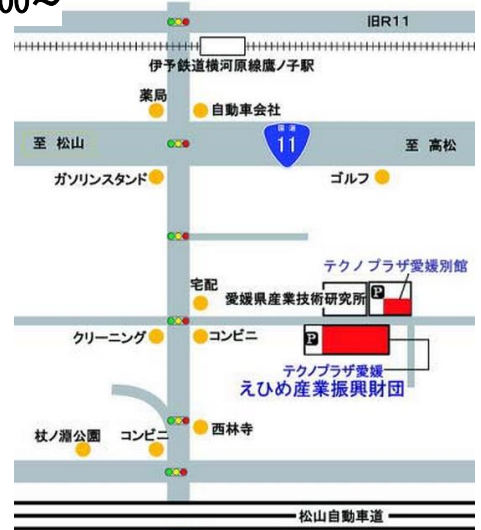 00～
旧R11
伊予鉄道横河原線鷹ノ子駅
薬局
自動車会社
至 松山
国道
11
至 高松
ガソリンスタンド
ゴルフ
テクノプラザ愛媛別館
宅配
愛媛県産業技術研究所
P
クリーニング
コンビニ
P
テクノプラザ愛媛
えひめ産業振興財団
杖ノ淵公園
コンビニ
西林寺
松山自動車道